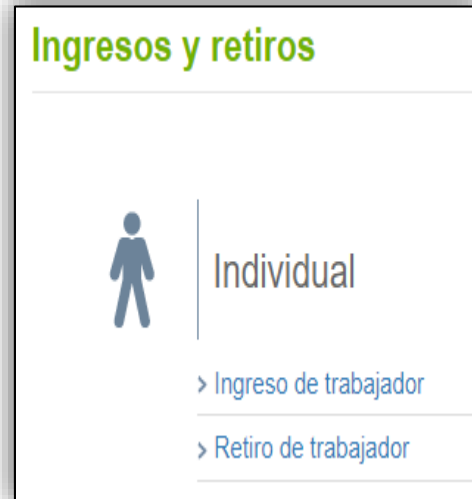 Ingresos y retiros
Individual
> Ingreso de trabajador
> Retiro de trabajador